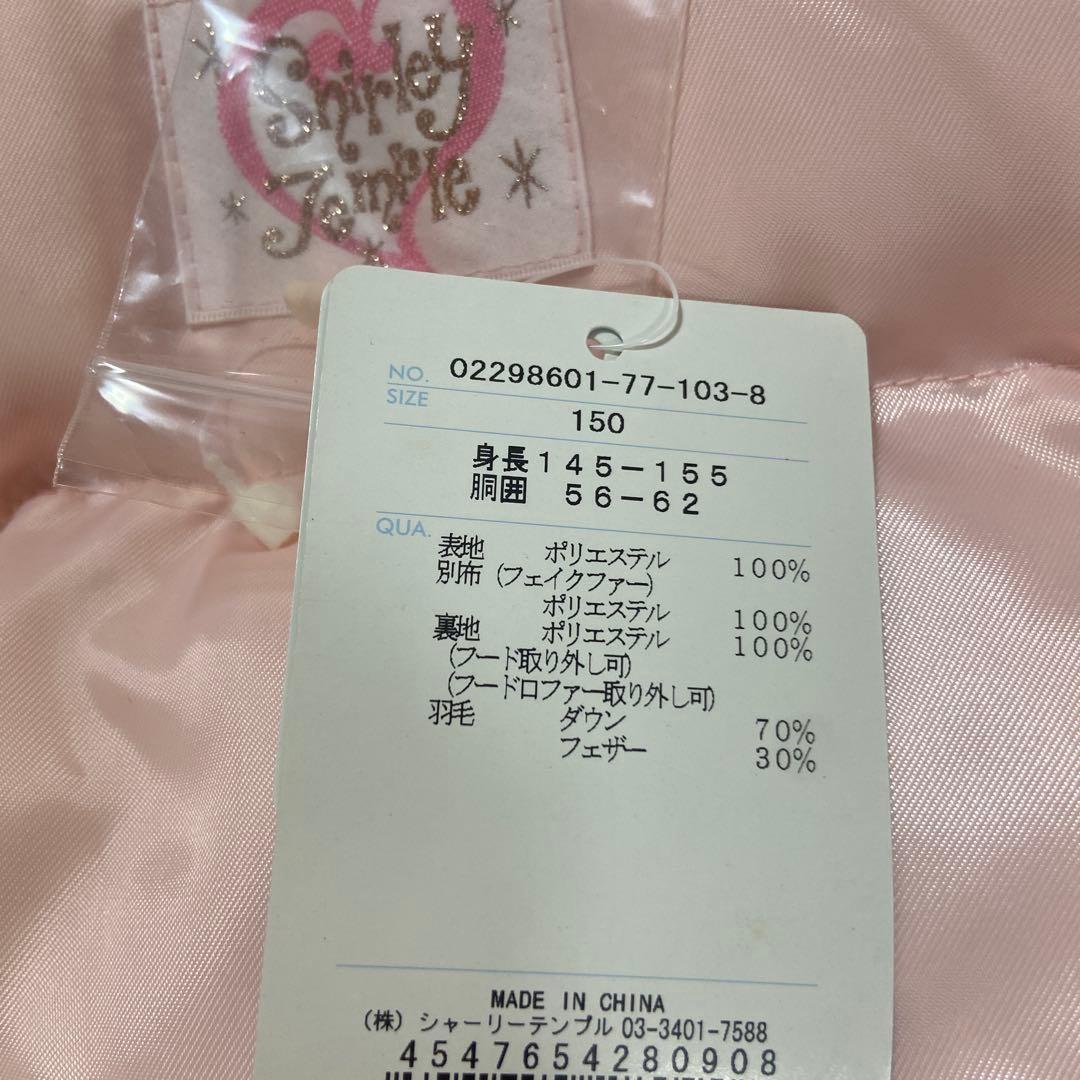 Shirley
Temple
NO. 02298601-77-103-8
SIZE
150
身長145-155
胴囲 56-62
QUA.
表地 ポリエステル 100%
別布 (フェイクファー)
ポリエステル 100%
裏地 ポリエステル 100%
(フード取り外し可)
(フード口ファー取り外し可)
羽毛 ダウン 70%
フェザー 30%
MADE IN CHINA
(株) シャーリーテンプル 03-3401-7588
4547654280908